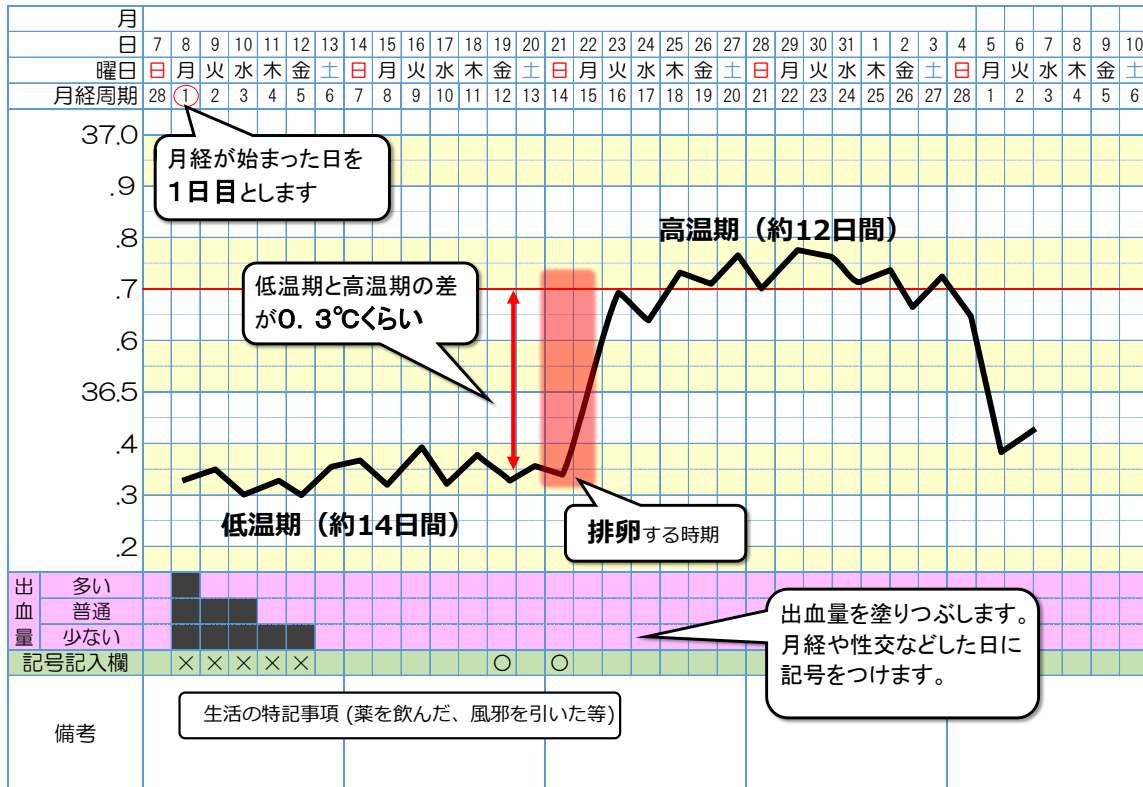 月
日 7 8 9 10 11 12 13 14 15 16 17 18 19 20 21 22 23 24 25 26 27 28 29 30 31 1 2 3 4 5 6 7 8 9 10
曜日 日 月 火 水 木 金 土 日 月 火 水 木 金 土 日 月 火 水 木 金 土 日 月 火 水 木 金 土 日 月 火 水 木 金 土
月経周期 28 1 2 3 4 5 6 7 8 9 10 11 12 13 14 15 16 17 18 19 20 21 22 23 24 25 26 27 28 1 2 3 4 5 6
37.0
月経が始まった日を
1日目とします
.9
.8
高温期（約12日間）
低温期と高温期の差
が0．3℃くらい
.7
.6
36.5
.4
.3
低温期（約14日間）
排卵する時期
.2
出血量
多い
普通
少ない
出血量を塗りつぶします。
月経や性交などした日に
記号をつけます。
記号記入欄 × × × × × ○ ○
備考
生活の特記事項 (薬を飲んだ、風邪を引いた等)